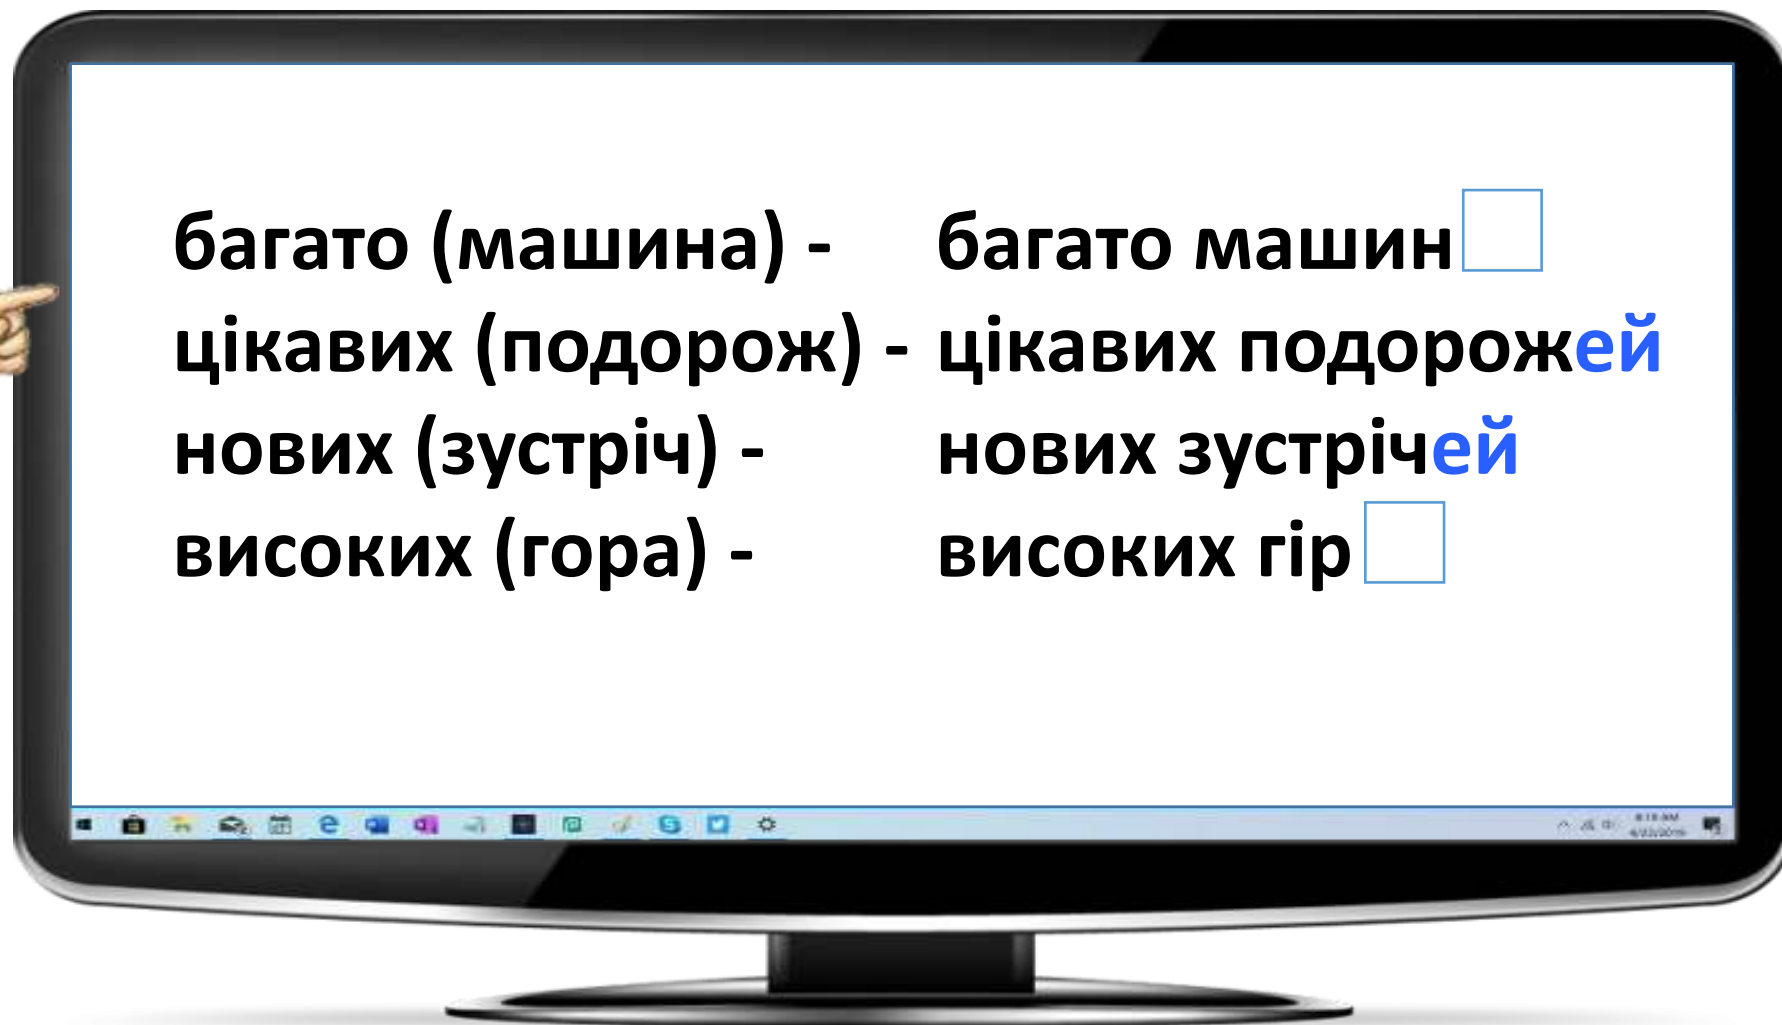 багато (машина) - багато машин
цікавих (подорож) - цікавих подорожей
нових (зустріч) - нових зустрічей
високих (гора) - високих гір